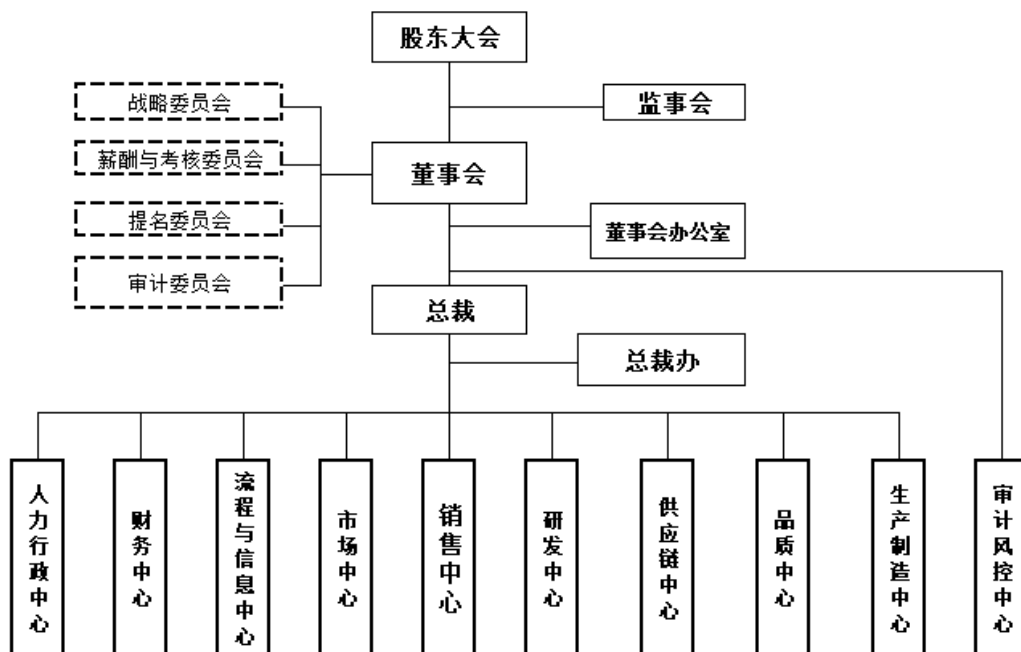 股东大会
战略委员会
监事会
薪酬与考核委员会
董事会
提名委员会
董事会办公室
审计委员会
总裁
总裁办
人力行政中心
财务中心
流程与信息中心
市场中心
销售中心
研发中心
供应链中心
品质中心
生产制造中心
审计风控中心